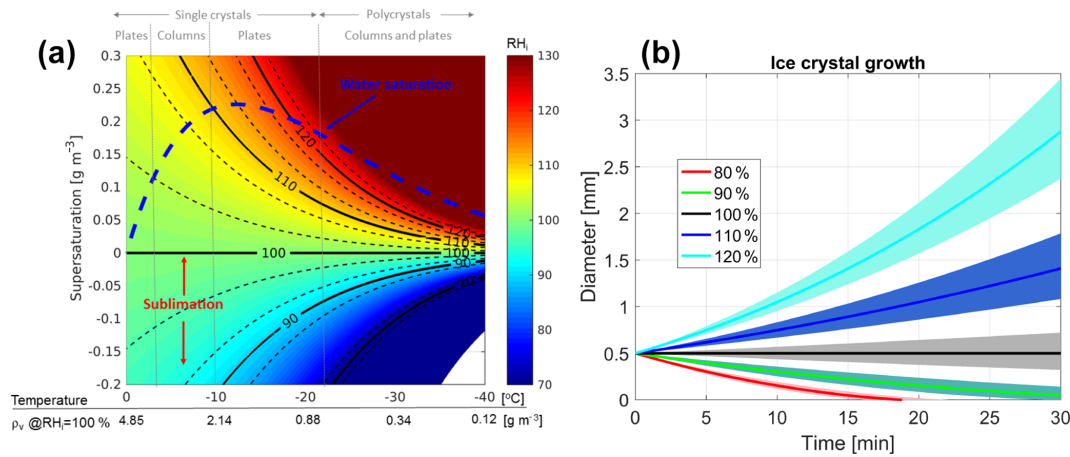 Single crystals
Polycrystals
Plates
Columns
Plates
Columns and plates
(a)
RHi
0.3
0.25
0.2
0.15
0.1
0.05
0
-0.05
-0.1
-0.15
-0.2
Supersaturation [g m⁻³]
Water saturation
Sublimation
120
110
100
90
120
110
100
90
70
130
120
110
100
90
80
70
0 -10 -20 -30 -40 [°C]
Temperature
ρv @RHi=100 % 4.85 2.14 0.88 0.34 0.12 [g m⁻³]
(b)
Ice crystal growth
3.5
3
2.5
2
1.5
1
0.5
0
Diameter [mm]
80 %
90 %
100 %
110 %
120 %
0 5 10 15 20 25 30
Time [min]